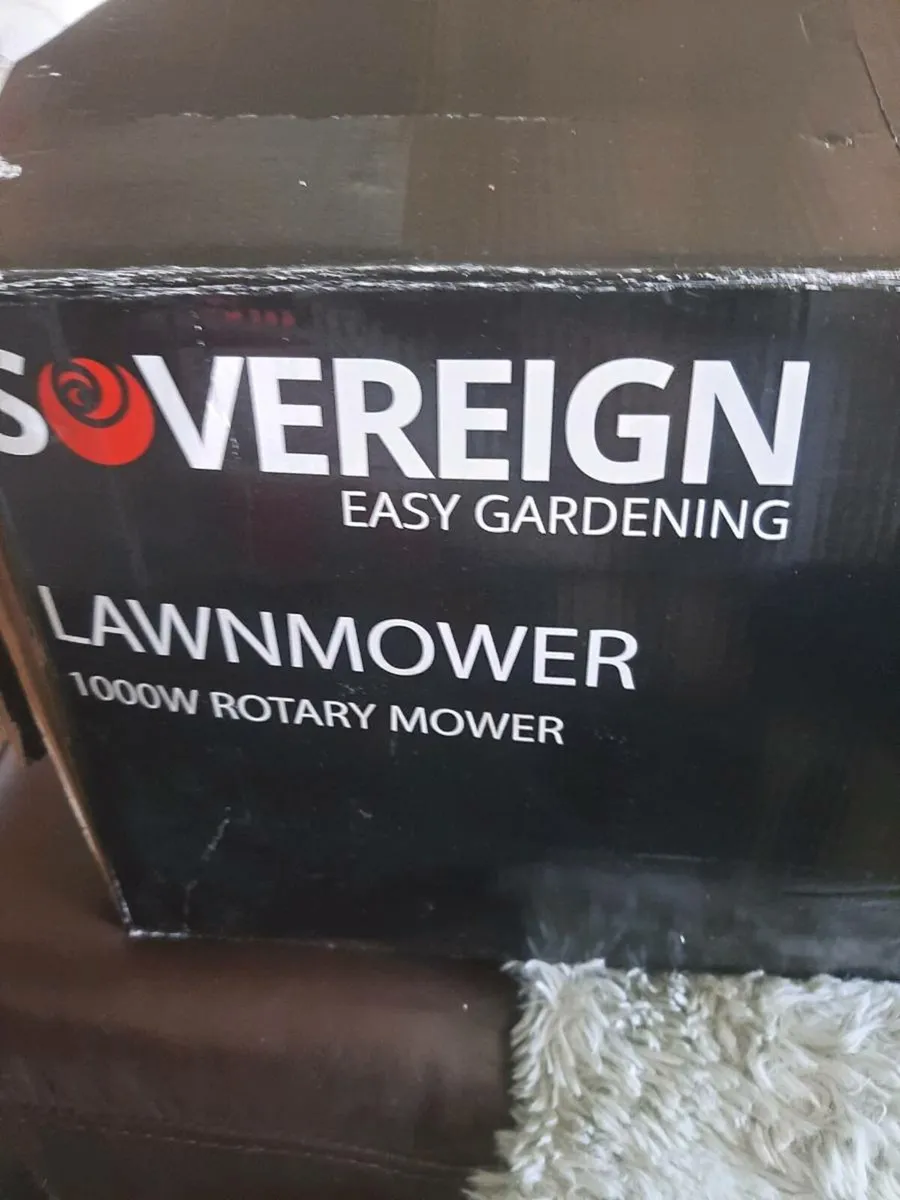 SOVEREIGN
EASY GARDENING
LAWNMOWER
1000W ROTARY MOWER